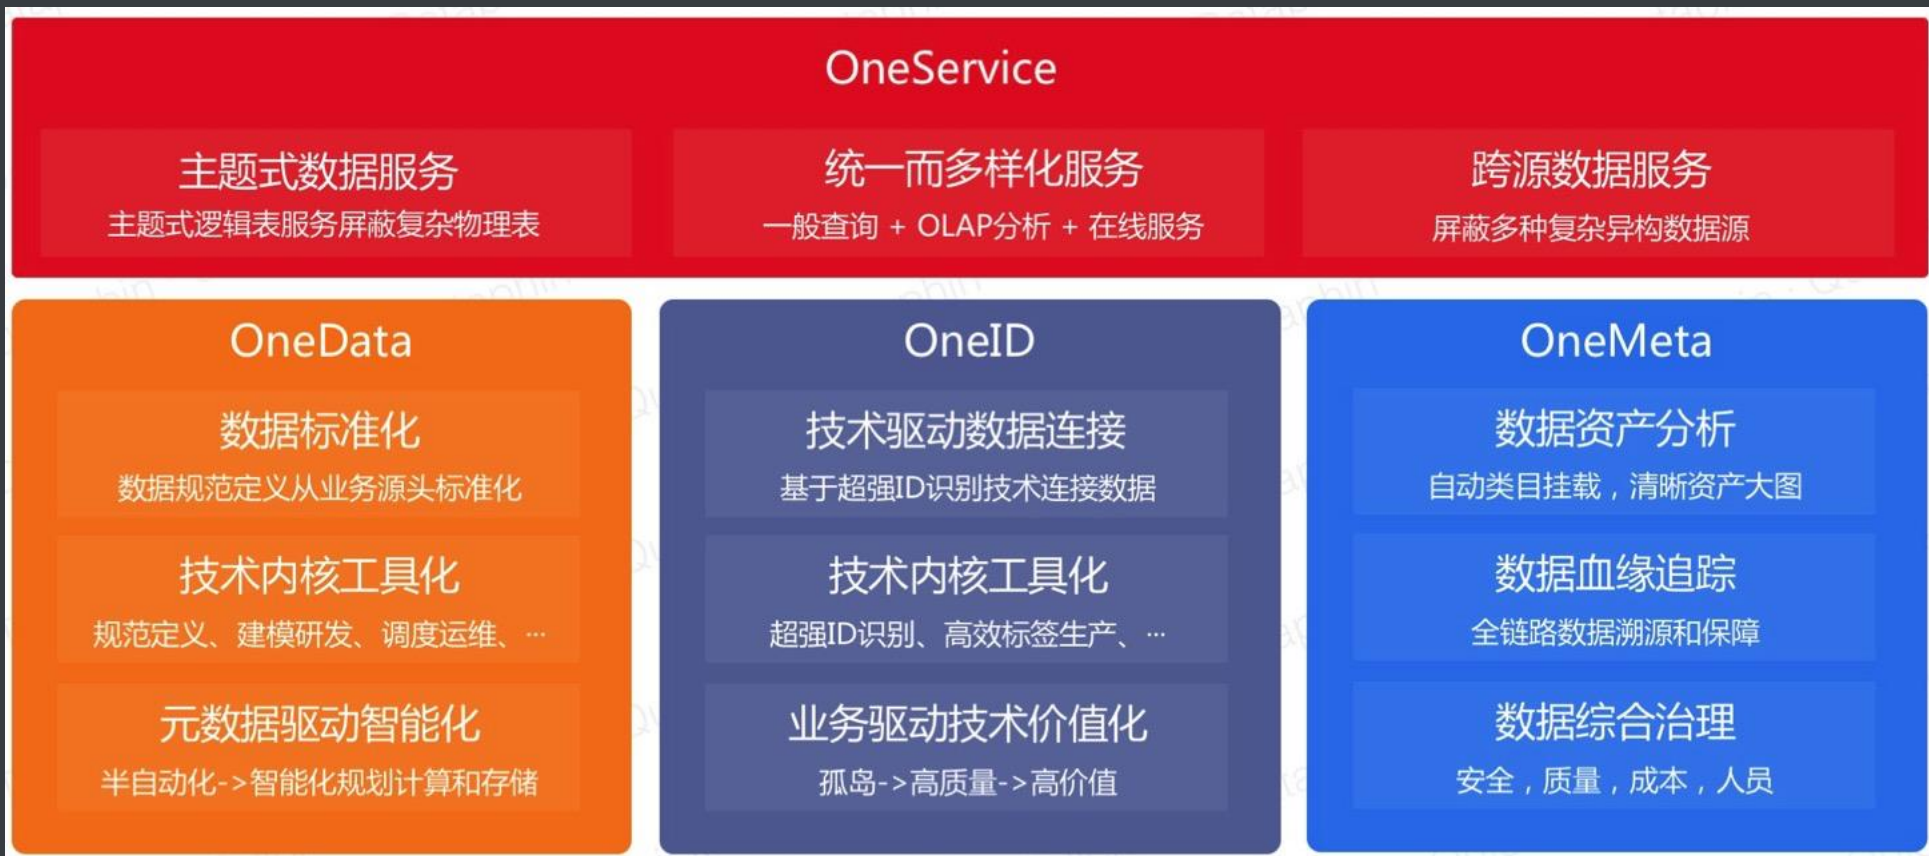 OneService
主题式数据服务
主题式逻辑表服务屏蔽复杂物理表
统一而多样化服务
一般查询 + OLAP分析 + 在线服务
跨源数据服务
屏蔽多种复杂异构数据源
OneData
数据标准化
数据规范定义从业务源头标准化
技术内核工具化
规范定义、建模研发、调度运维、…
元数据驱动智能化
半自动化->智能化规划计算和存储
OneID
技术驱动数据连接
基于超强ID识别技术连接数据
技术内核工具化
超强ID识别、高效标签生产、…
业务驱动技术价值化
孤岛->高质量->高价值
OneMeta
数据资产分析
自动类目挂载，清晰资产大图
数据血缘追踪
全链路数据溯源和保障
数据综合治理
安全，质量，成本，人员